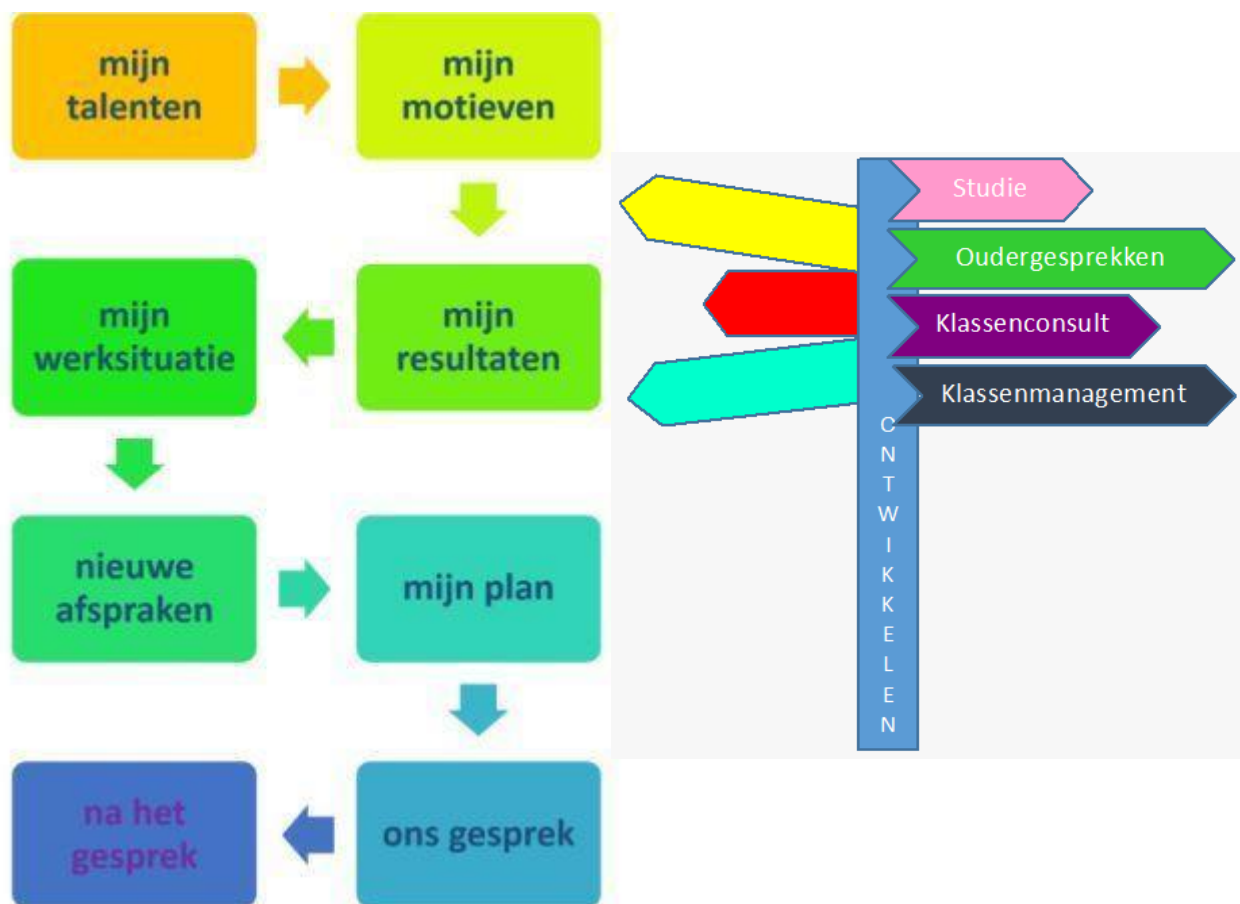 mijn
talenten
mijn
motieven
mijn
resultaten
mijn
werksituatie
nieuwe
afspraken
mijn plan
ons gesprek
na het
gesprek
Studie
Oudergesprekken
Klassenconsult
Klassenmanagement
CNTWIKKELEN